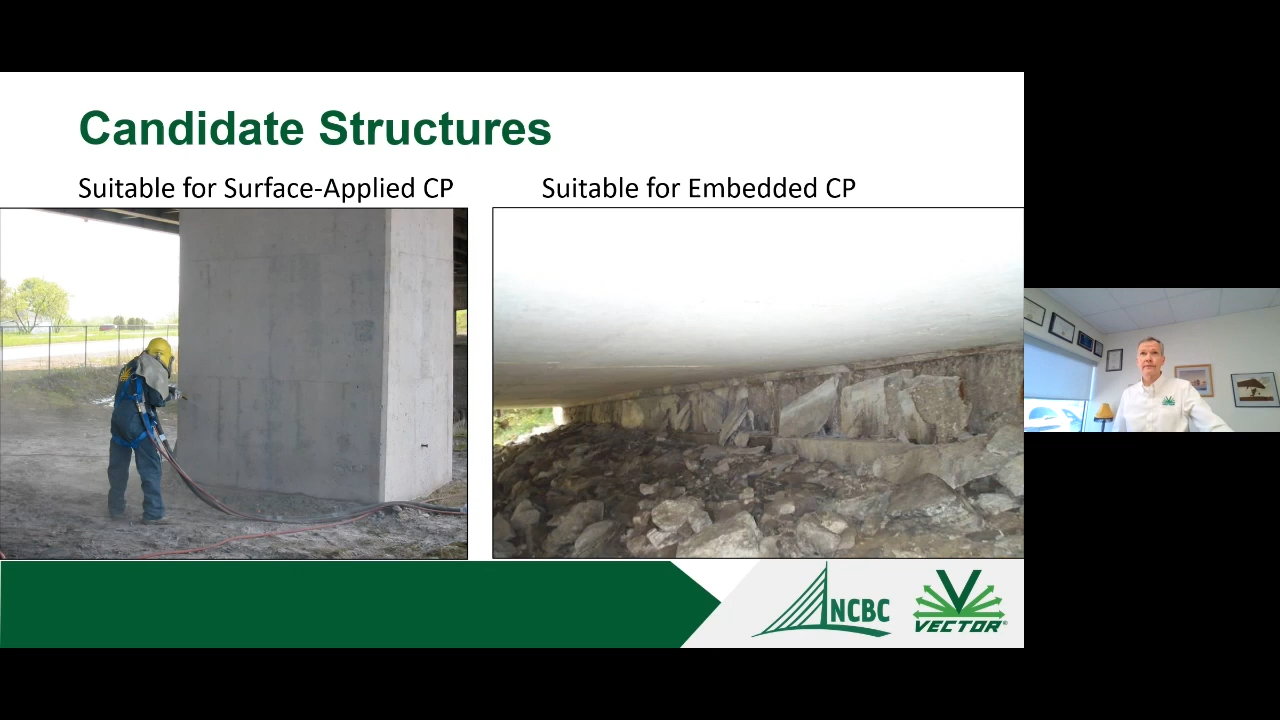 Candidate Structures
Suitable for Surface-Applied CP
Suitable for Embedded CP
NCBC
VECTOR®